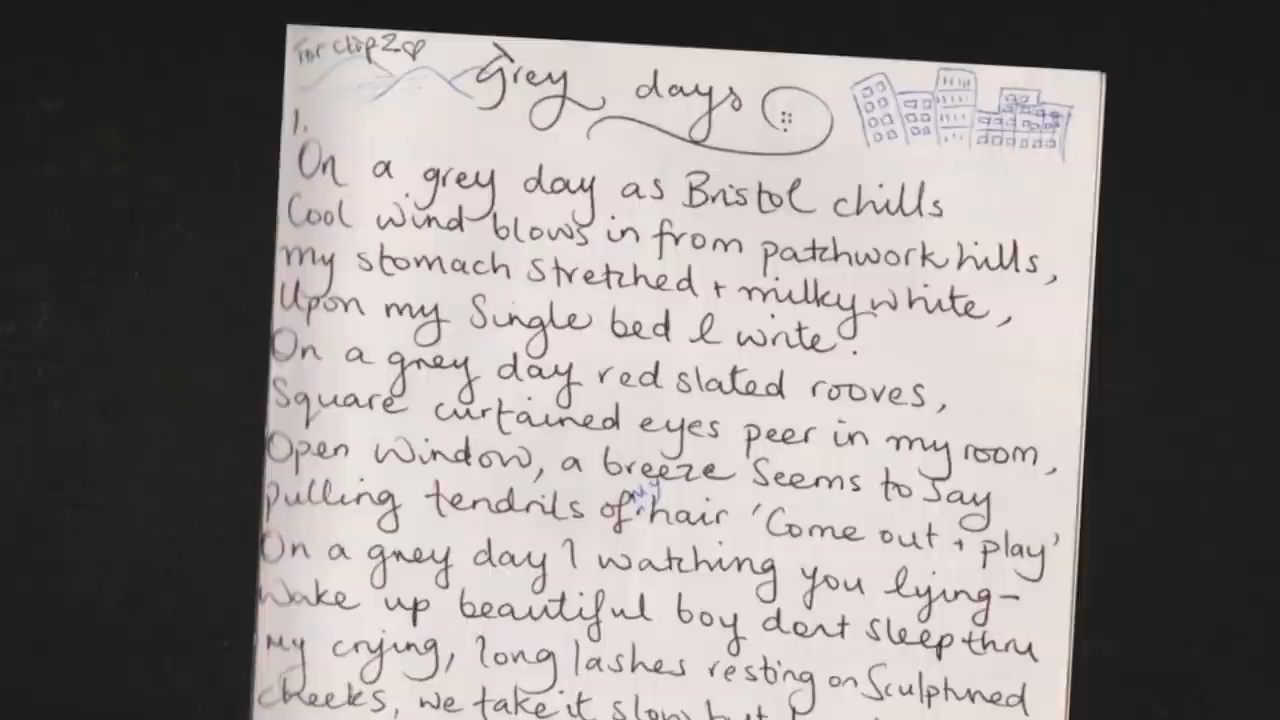 For Clap 2 ♡
Grey days
1.
On a grey day as Bristol chills
Cool wind blows in from patchwork hills,
my stomach stretched + milky white,
Upon my single bed I write.
On a grey day red slated rooves,
Square curtained eyes peer in my room,
Open window, a breeze seems to say
pulling tendrils of my hair 'Come out + play'
On a grey day I watching you lying-
Wake up beautiful boy dont sleep thru
my crying, long lashes resting on Sculptured
cheeks, we take it slow but